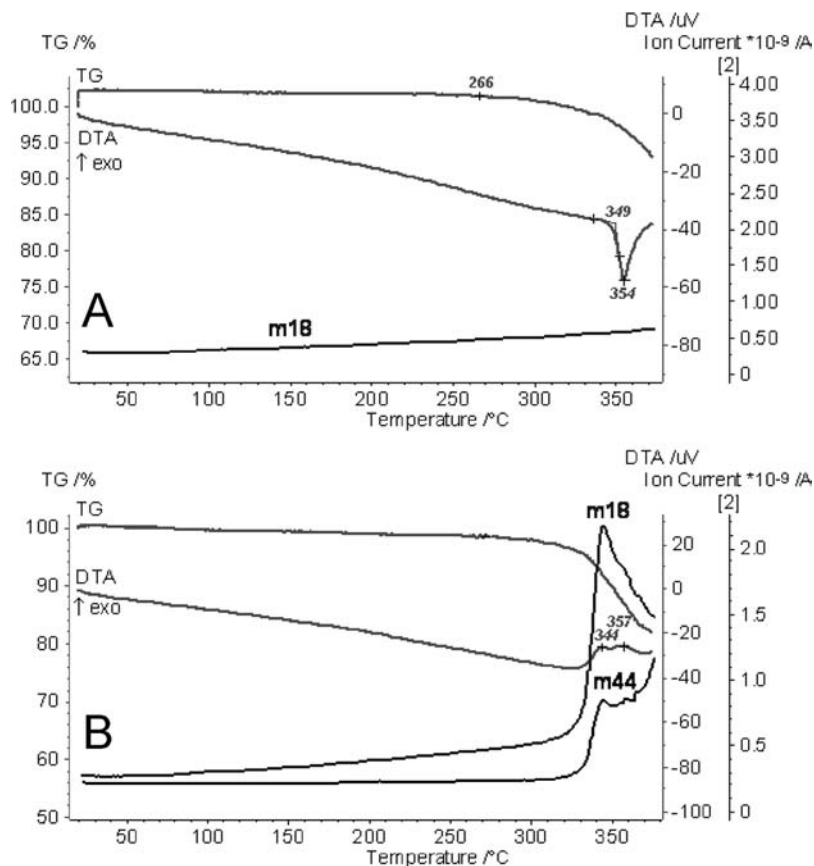 DTA /uV
TG /%
Ion Current *10-9 /A
[2]
TG
266
4.00
100.0
0
3.50
95.0
DTA
↑ exo
3.00
-20
90.0
2.50
85.0
349
-40
2.00
80.0
1.50
75.0
354
-60
1.00
70.0
A
m18
0.50
65.0
-80
0
50 100 150 200 250 300 350
Temperature /°C
DTA /uV
TG /%
Ion Current *10-9 /A
[2]
TG
m18
100
20
2.0
90
DTA
↑ exo
0
1.5
357
344
-20
80
1.0
-40
m44
70
-60
0.5
60
B
-80
50
-100
0
50 100 150 200 250 300 350
Temperature /°C